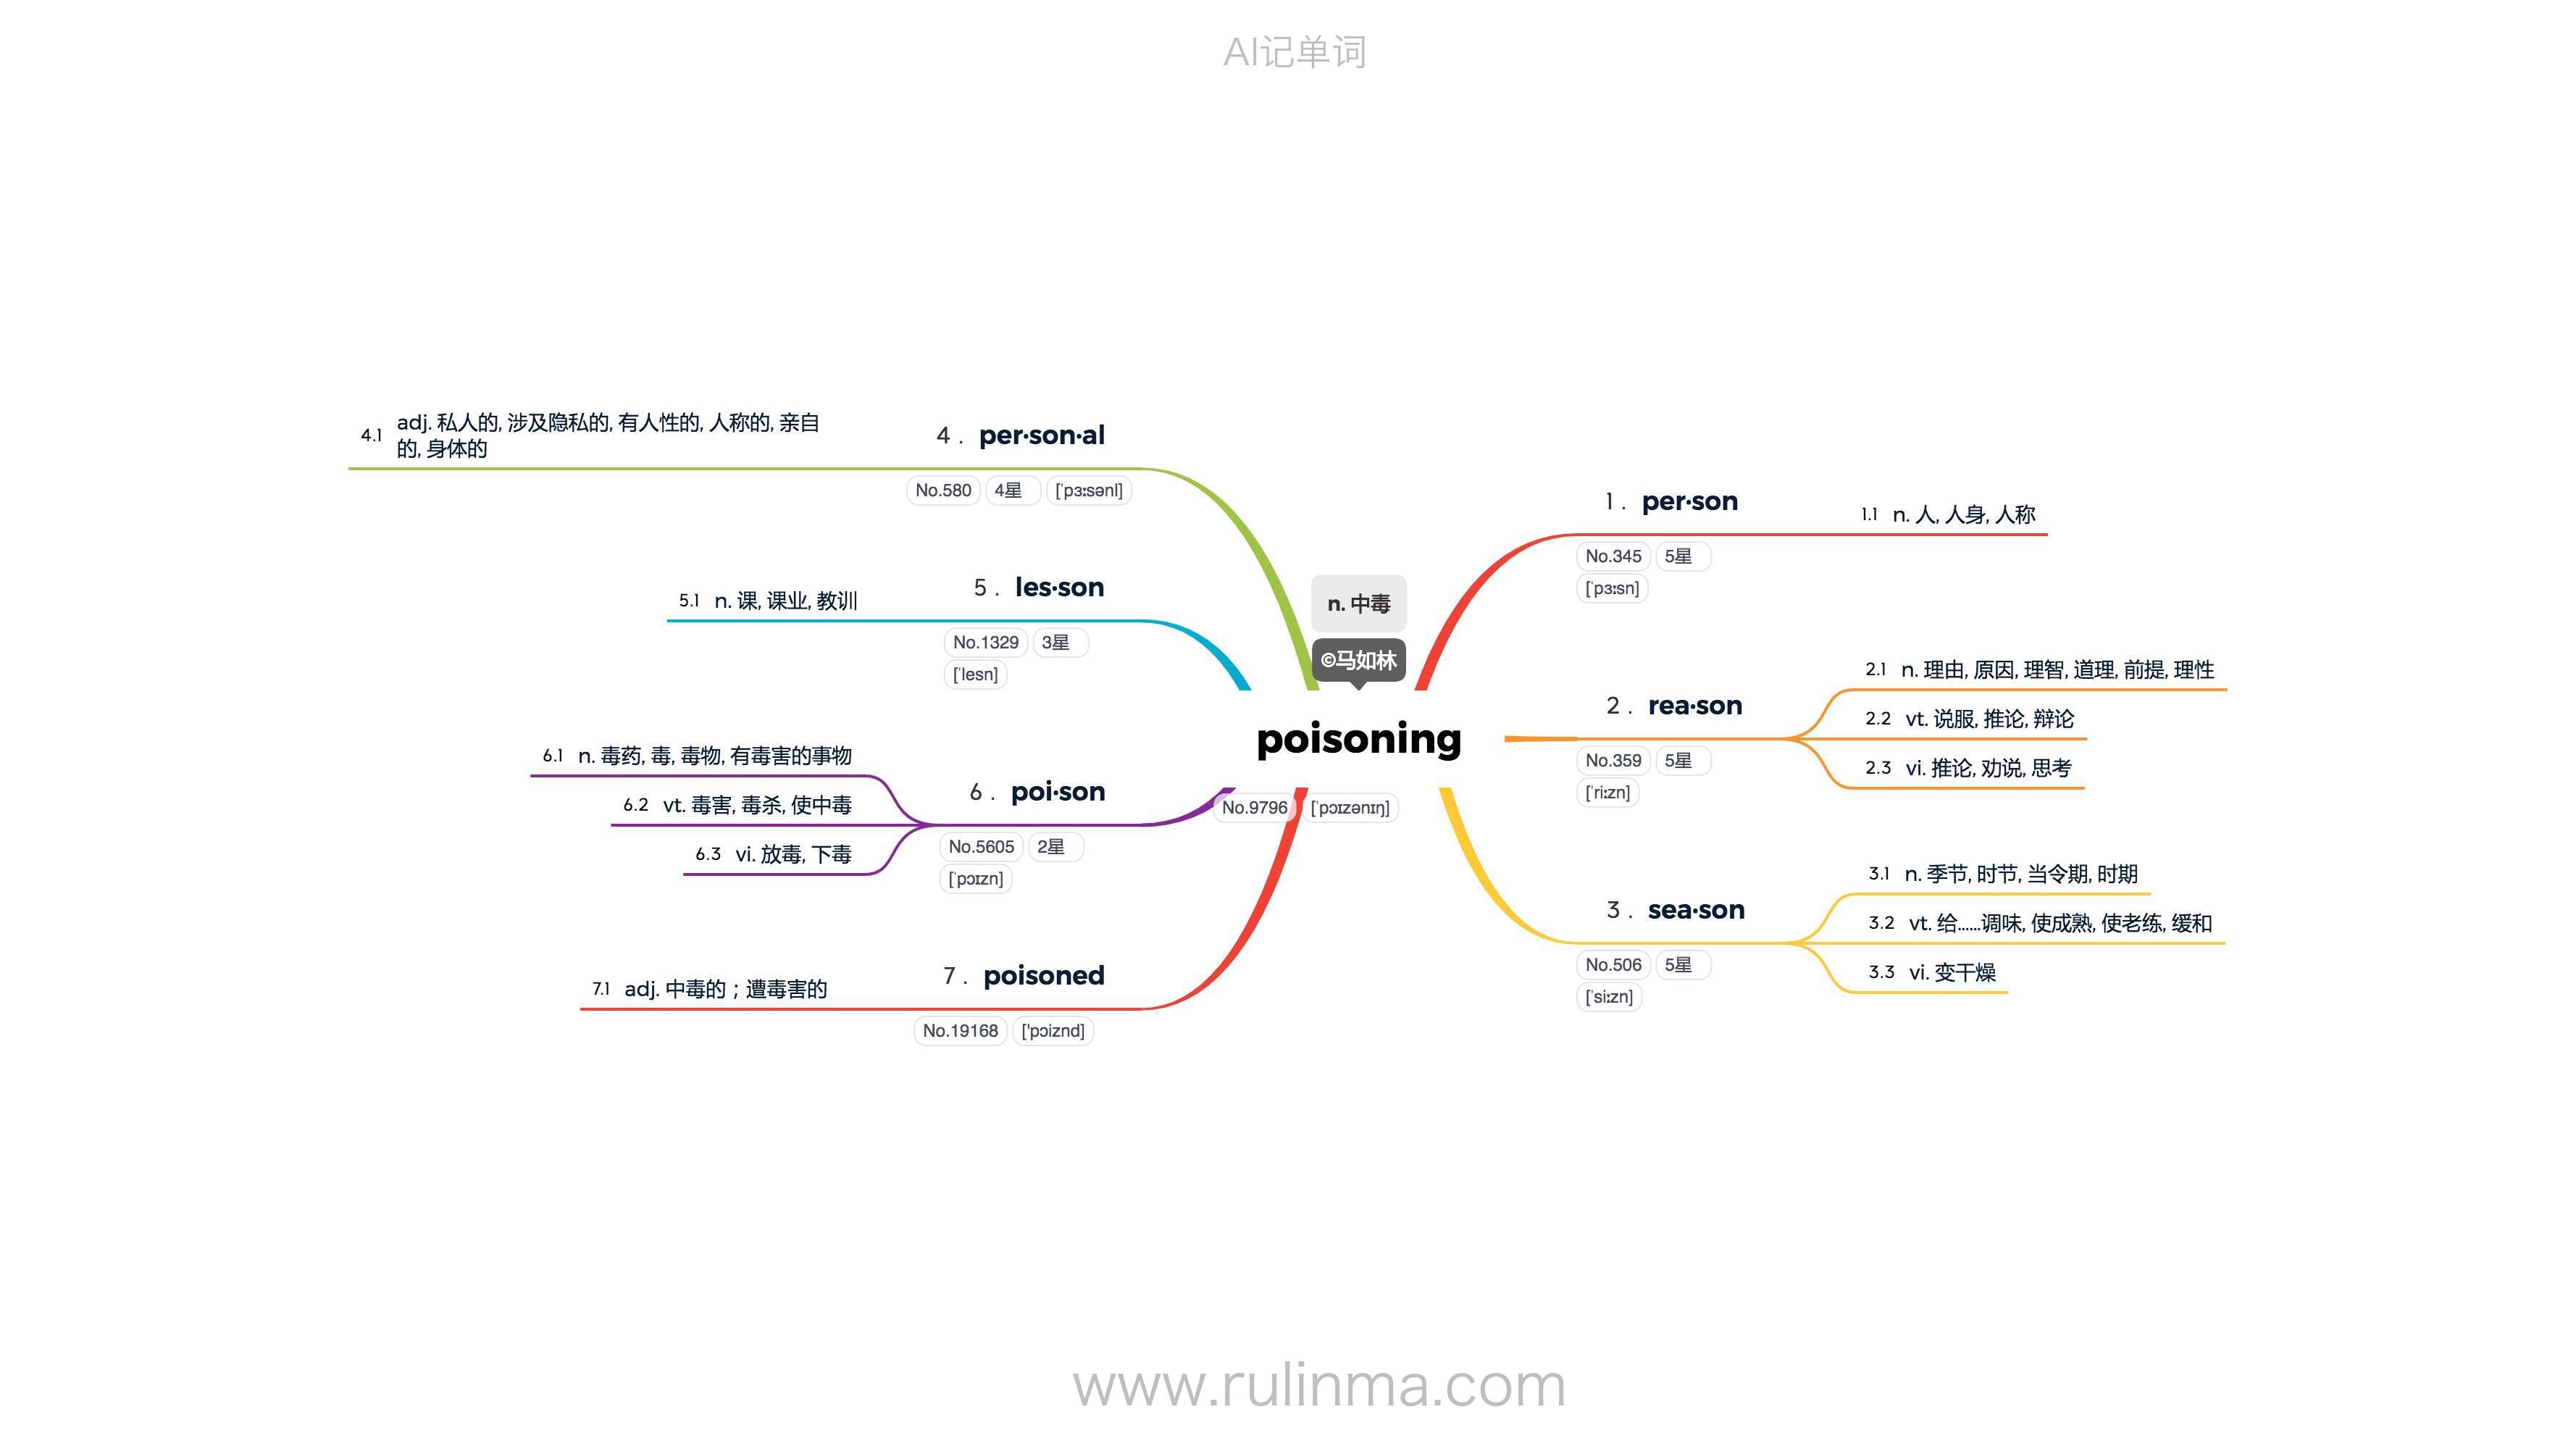 AI记单词
n. 中毒
©马如林
poisoning
No.9796 [ˈpɔɪzənɪŋ]
1 . per·son
No.345 5星
[ˈpɜːsn]
1.1 n. 人, 人身, 人称
2 . rea·son
No.359 5星
[ˈriːzn]
2.1 n. 理由, 原因, 理智, 道理, 前提, 理性
2.2 vt. 说服, 推论, 辩论
2.3 vi. 推论, 劝说, 思考
3 . sea·son
No.506 5星
[ˈsiːzn]
3.1 n. 季节, 时节, 当令期, 时期
3.2 vt. 给……调味, 使成熟, 使老练, 缓和
3.3 vi. 变干燥
4 . per·son·al
No.580 4星 [ˈpɜːsənl]
4.1 adj. 私人的, 涉及隐私的, 有人性的, 人称的, 亲自
的, 身体的
5 . les·son
No.1329 3星
[ˈlesn]
5.1 n. 课, 课业, 教训
6 . poi·son
No.5605 2星
[ˈpɔɪzn]
6.1 n. 毒药, 毒, 毒物, 有毒害的事物
6.2 vt. 毒害, 毒杀, 使中毒
6.3 vi. 放毒, 下毒
7 . poisoned
No.19168 ['pɔiznd]
7.1 adj. 中毒的；遭毒害的
www.rulinma.com